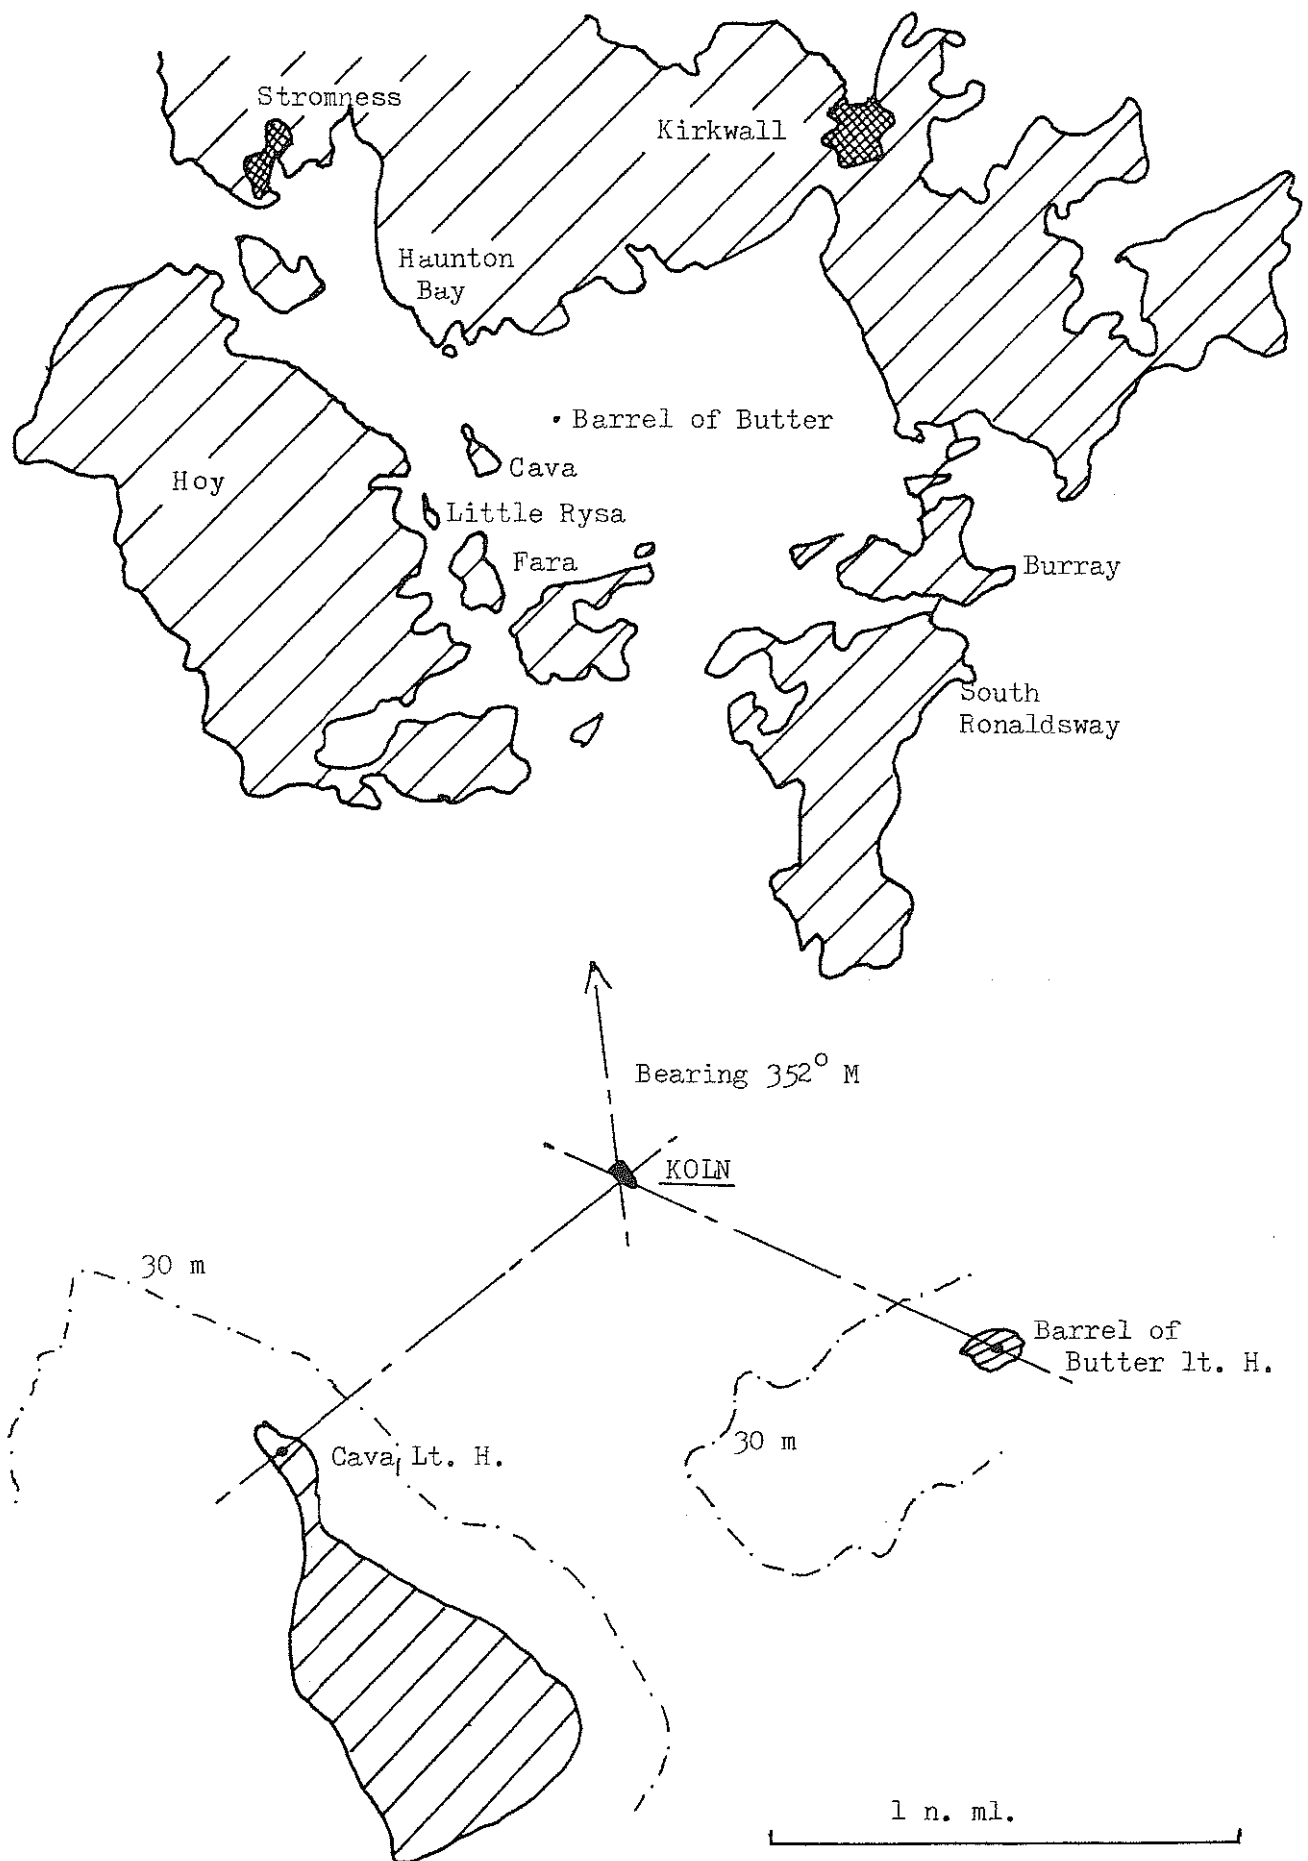 Stromness
Kirkwall
Haunton
Bay
Barrel of Butter
Cava
Hoy
Little Rysa
Fara
Burray
South
Ronaldsway
Bearing 352° M
KOLN
30 m
Barrel of
Butter lt. H.
30 m
Cava Lt. H.
1 n. ml.